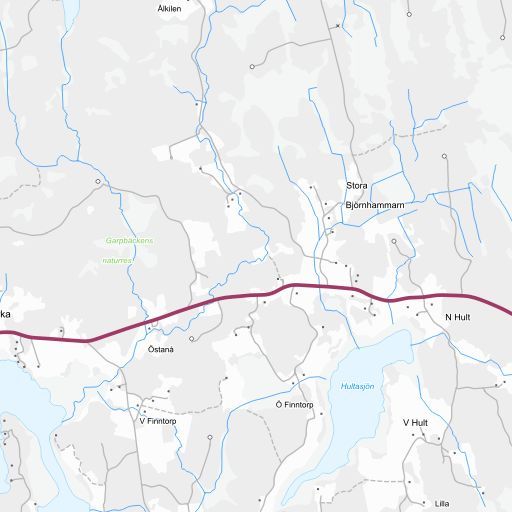 Älkilen
Stora
Björnhammarn
Garpbäckens
naturres
ka
N Hult
Östanå
Hultasjön
Ö Finntorp
V Finntorp
V Hult
Lilla